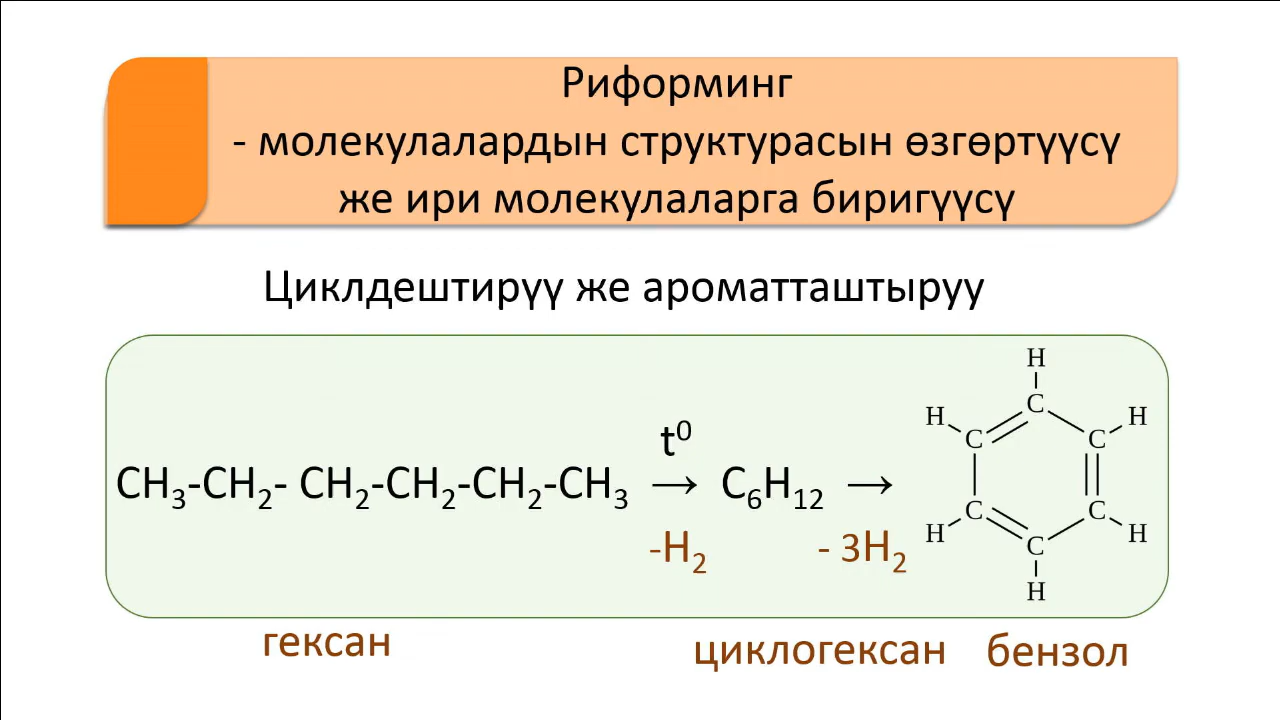 Риформинг
- молекулалардын структурасын өзгөртүүсү
же ири молекулаларга биригүүсү
Циклдештирүү же ароматташтыруу
t⁰
CH₃-CH₂- CH₂-CH₂-CH₂-CH₃ → C₆H₁₂ →
-H₂ - 3H₂
H
C
H C C H
H C C H
C
H
гексан циклогексан бензол